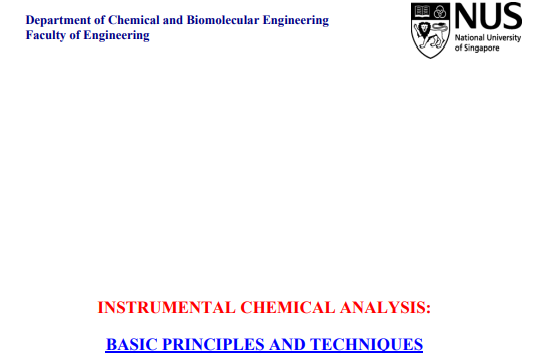 Department of Chemical and Biomolecular Engineering
Faculty of Engineering
NUS
National University
of Singapore
INSTRUMENTAL CHEMICAL ANALYSIS:
BASIC PRINCIPLES AND TECHNIQUES